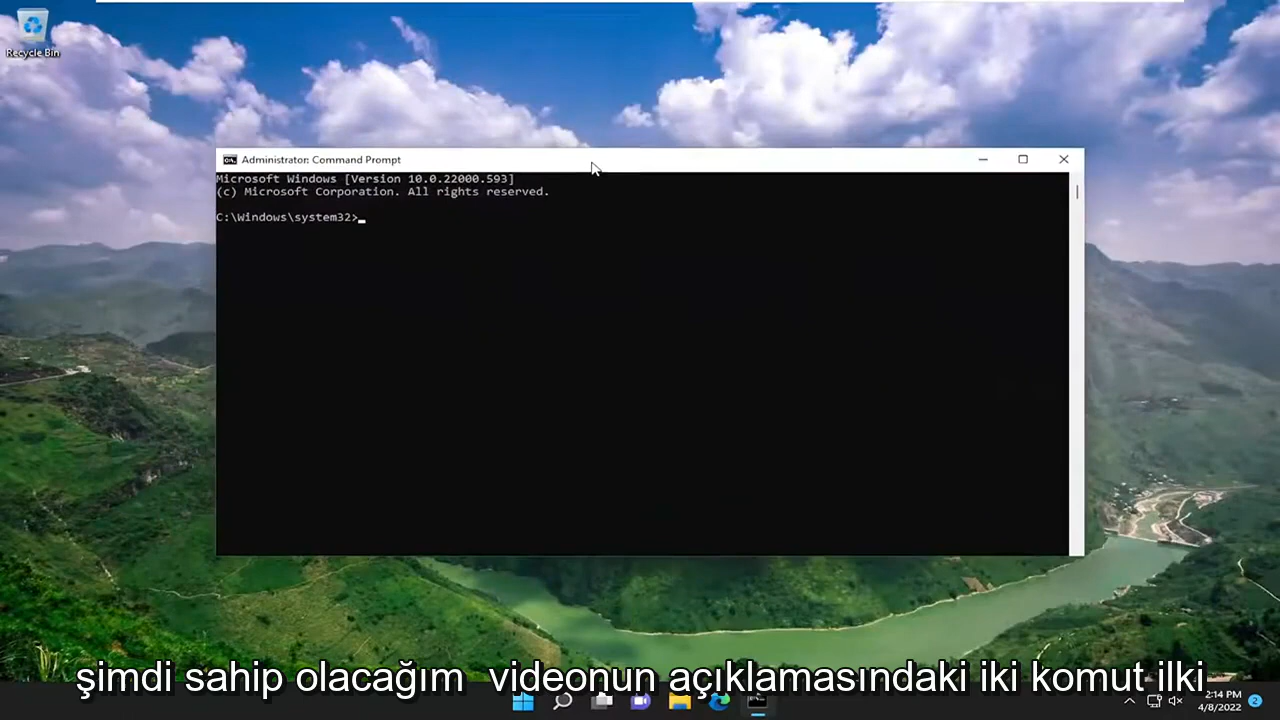 Recycle Bin
Administrator: Command Prompt
Microsoft Windows [Version 10.0.22000.593]
(c) Microsoft Corporation. All rights reserved.
C:\Windows\system32>
şimdi sahip olacağım  videonun açıklamasındaki iki komut ilki
2:14 PM
4/8/2022
2